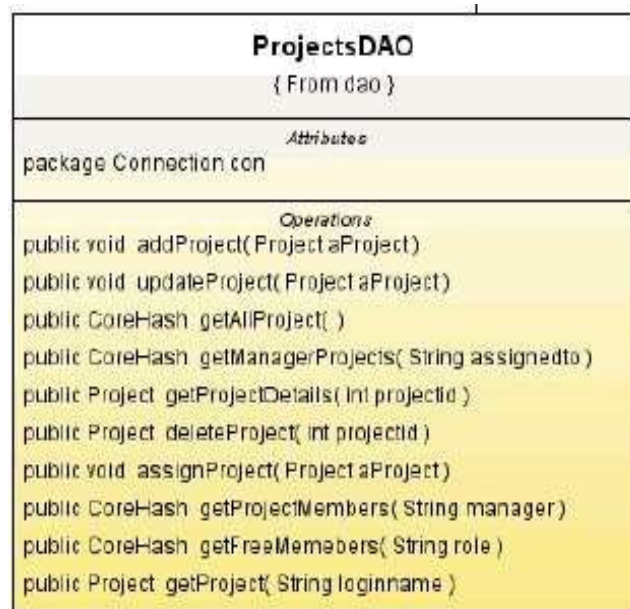 ProjectsDAO
{ From dao }
Attributes
package Connection con
Operations
public void addProject( Project aProject )
public void updateProject( Project aProject )
public CoreHash getAllProject( )
public CoreHash getManagerProjects( String assignedto )
public Project getProjectDetails( int projectid )
public Project deleteProject( int projectid )
public void assignProject( Project aProject )
public CoreHash getProjectMembers( String manager )
public CoreHash getFreeMemebers( String role )
public Project getProject( String loginname )